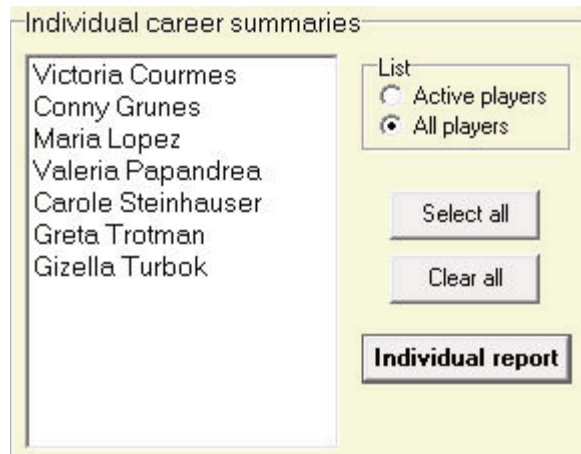 Individual career summaries
Victoria Courmes
Conny Grunes
Maria Lopez
Valeria Papandrea
Carole Steinhauser
Greta Trotman
Gizella Turbok
List
Active players
All players
Select all
Clear all
Individual report